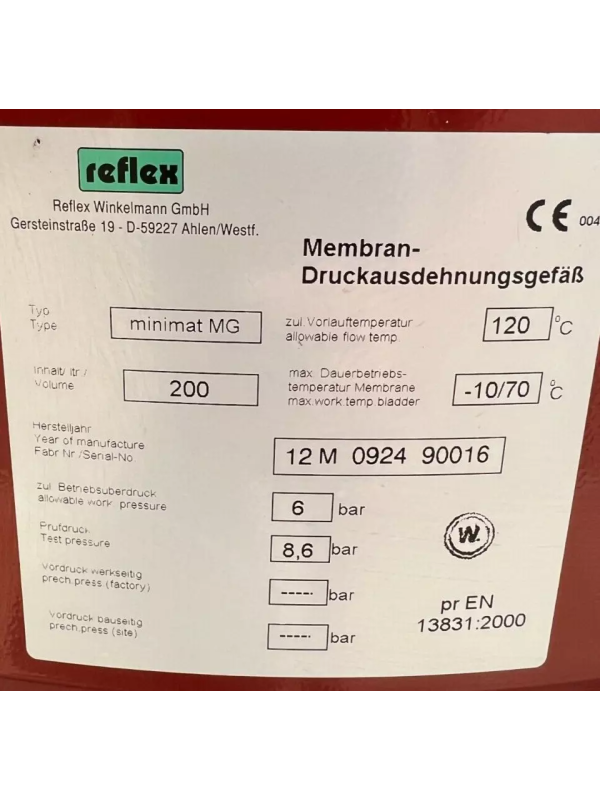 reflex
Reflex Winkelmann GmbH
Gersteinstraße 19 - D-59227 Ahlen/Westf.
CE 004
Membran-
Druckausdehnungsgefäß
Typ
Type
minimat MG
zul Vorlauftemperatur
allowable flow temp.
120 °C
Inhalt/ ltr /
Volume
200
max Dauerbetriebs-
temperatur Membrane
max.work.temp.bladder
-10/70 °C
Herstelljahr
Year of manufacture
Fabr Nr /Serial-No.
12 M 0924 90016
zul Betriebsüberdruck
allowable work pressure
6 bar
Prüfdruck
Test pressure
8,6 bar
Vordruck werkseitig
prech.press (factory)
----- bar
Vordruck bauseitig
prech.press (site)
----- bar
W.
pr EN
13831:2000